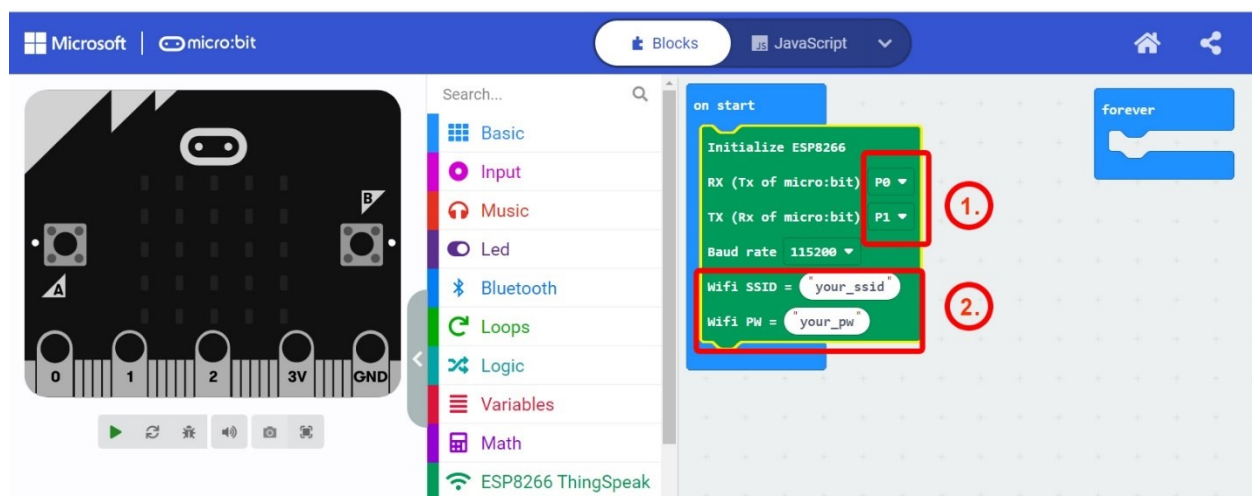 Microsoft micro:bit Blocks JS JavaScript
Search...
Basic
Input
Music
Led
Bluetooth
Loops
Logic
Variables
Math
ESP8266 ThingSpeak
B
A
0 1 2 3V GND
on start
Initialize ESP8266
RX (Tx of micro:bit) P0
TX (Rx of micro:bit) P1
Baud rate 115200
Wifi SSID = "your_ssid"
Wifi PW = "your_pw"
1.
2.
forever